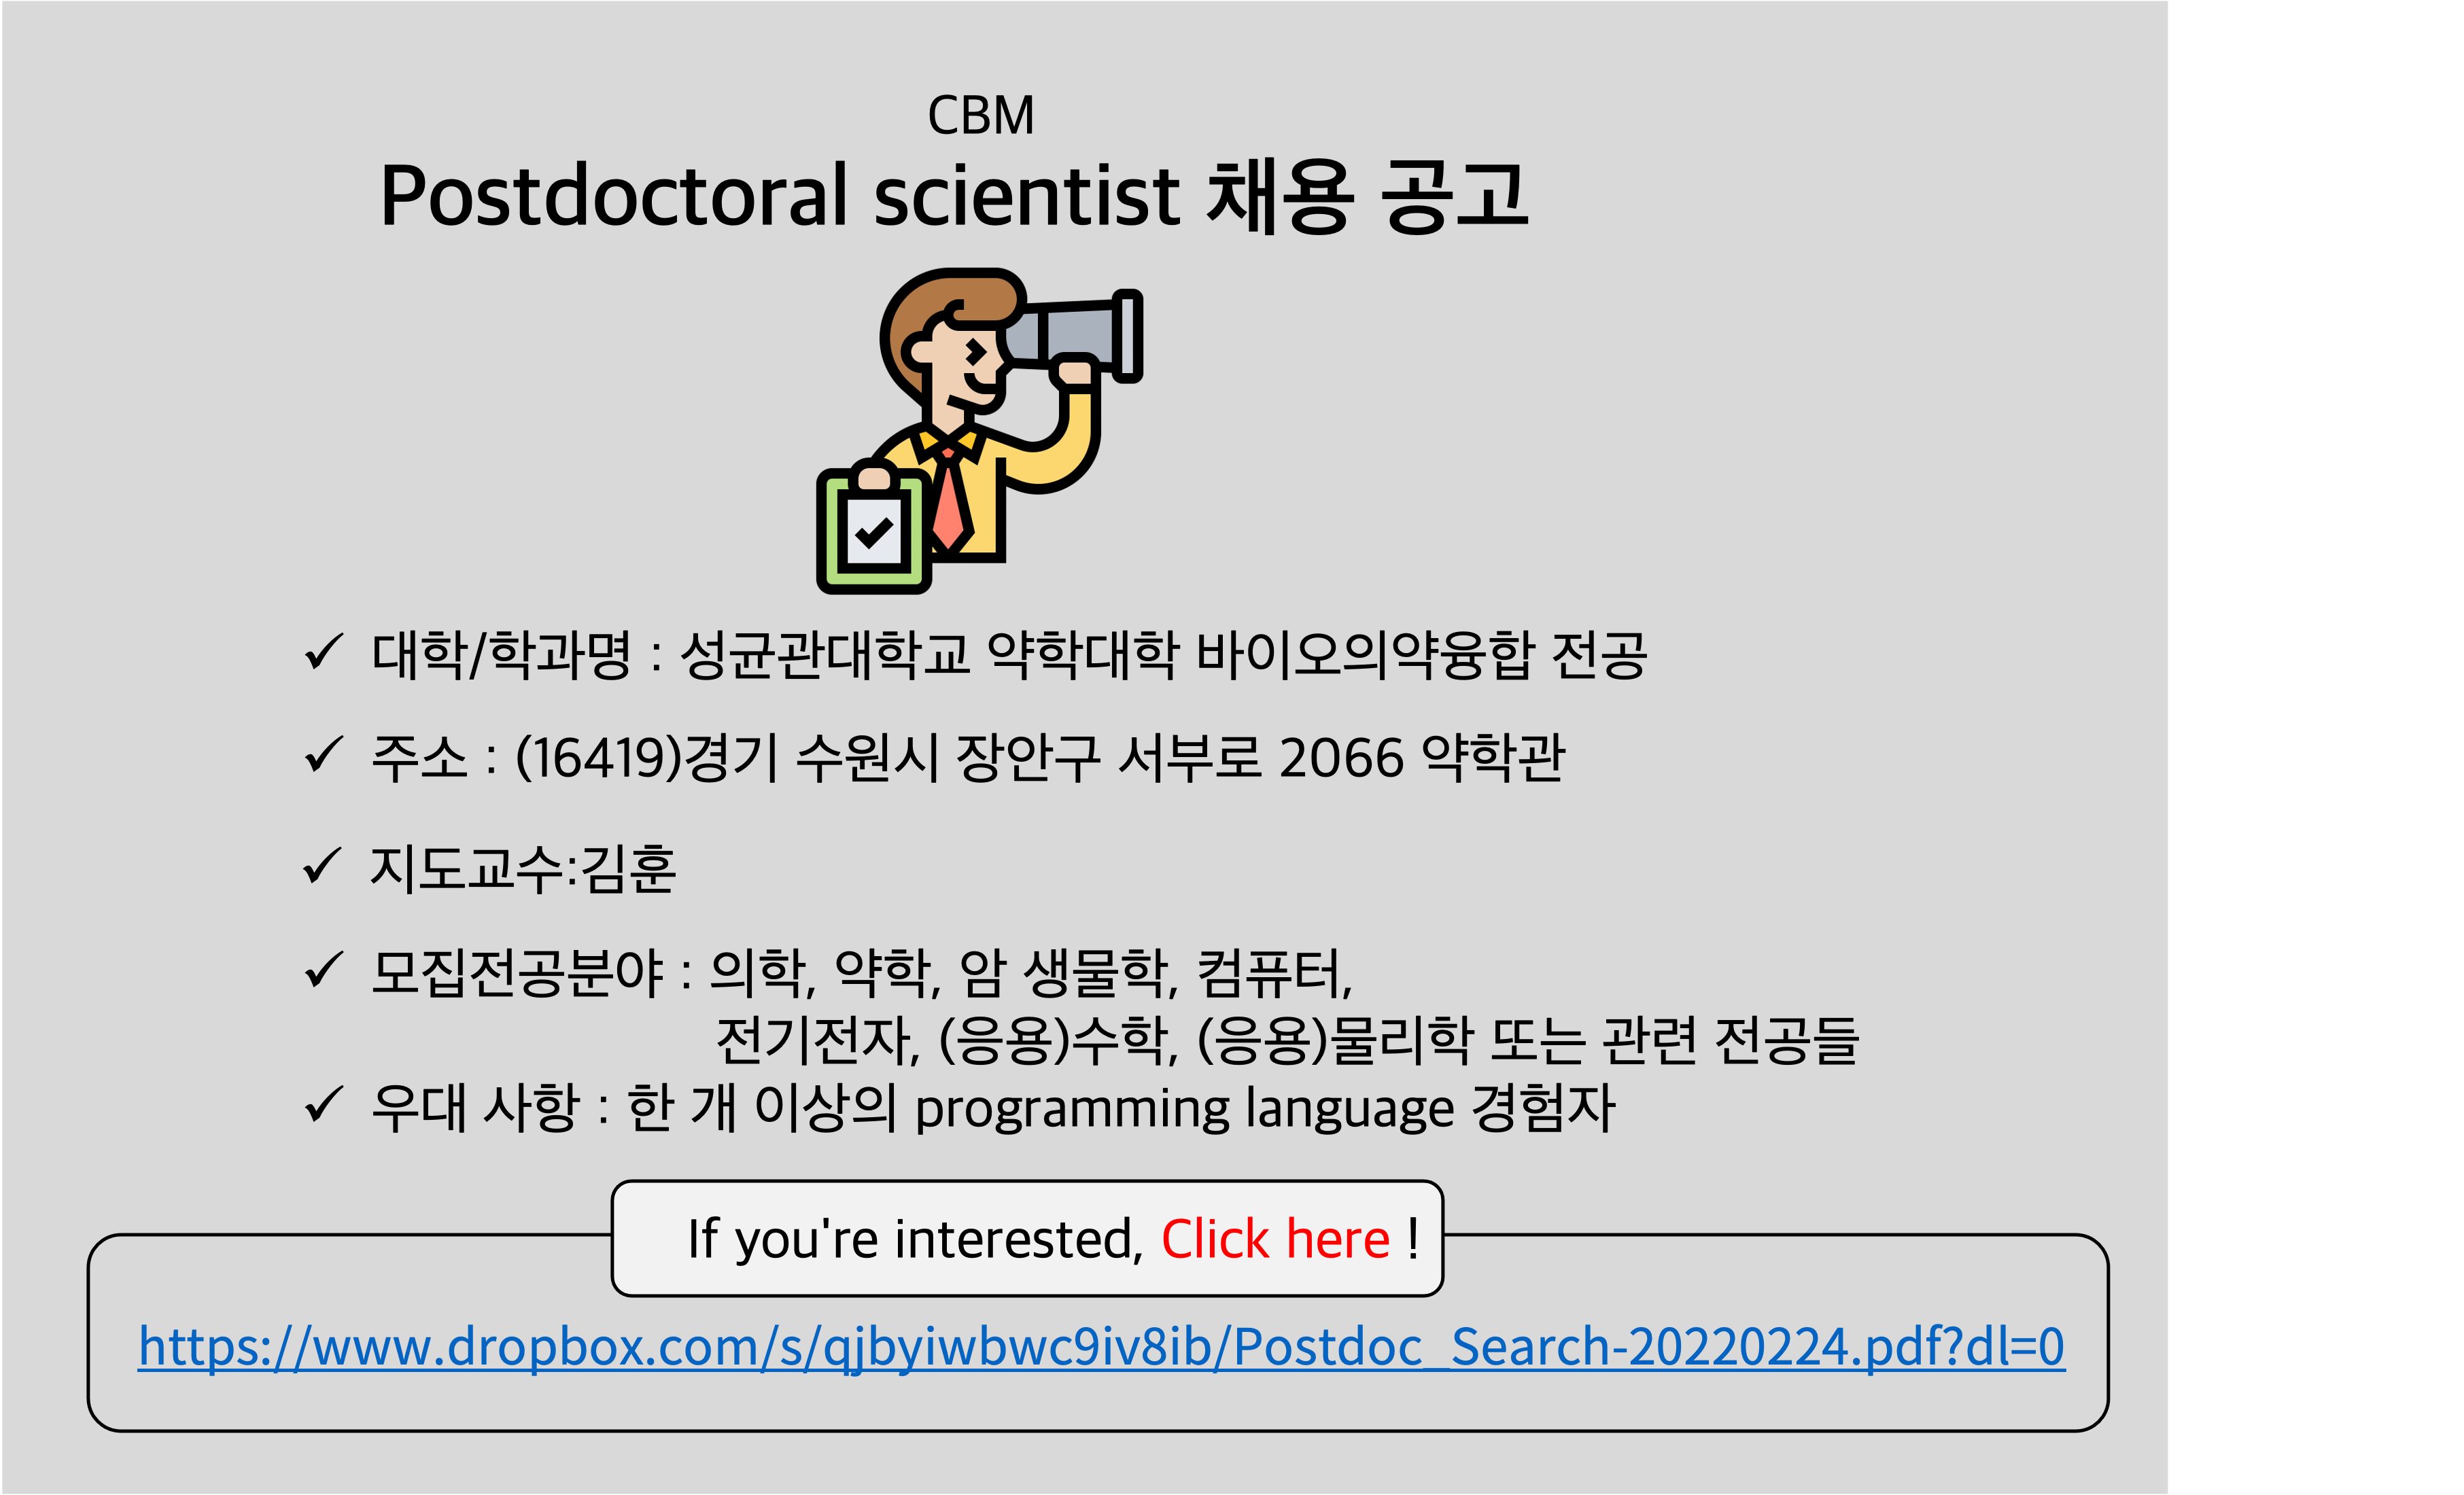 CBM
Postdoctoral scientist 채용 공고
대학/학과명 : 성균관대학교 약학대학 바이오의약융합 전공
주소 : (16419)경기 수원시 장안구 서부로 2066 약학관
지도교수:김훈
모집전공분야 : 의학, 약학, 암 생물학, 컴퓨터,
전기전자, (응용)수학, (응용)물리학 또는 관련 전공들
우대 사항 : 한 개 이상의 programming language 경험자
If you're interested, Click here !
https://www.dropbox.com/s/qjbyiwbwc9iv8ib/Postdoc_Search-20220224.pdf?dl=0